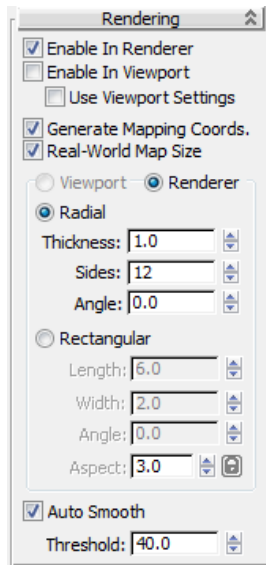 Rendering
Enable In Renderer
Enable In Viewport
Use Viewport Settings
Generate Mapping Coords.
Real-World Map Size
Viewport Renderer
Radial
Thickness: 1.0
Sides: 12
Angle: 0.0
Rectangular
Length: 6.0
Width: 2.0
Angle: 0.0
Aspect: 3.0
Auto Smooth
Threshold: 40.0